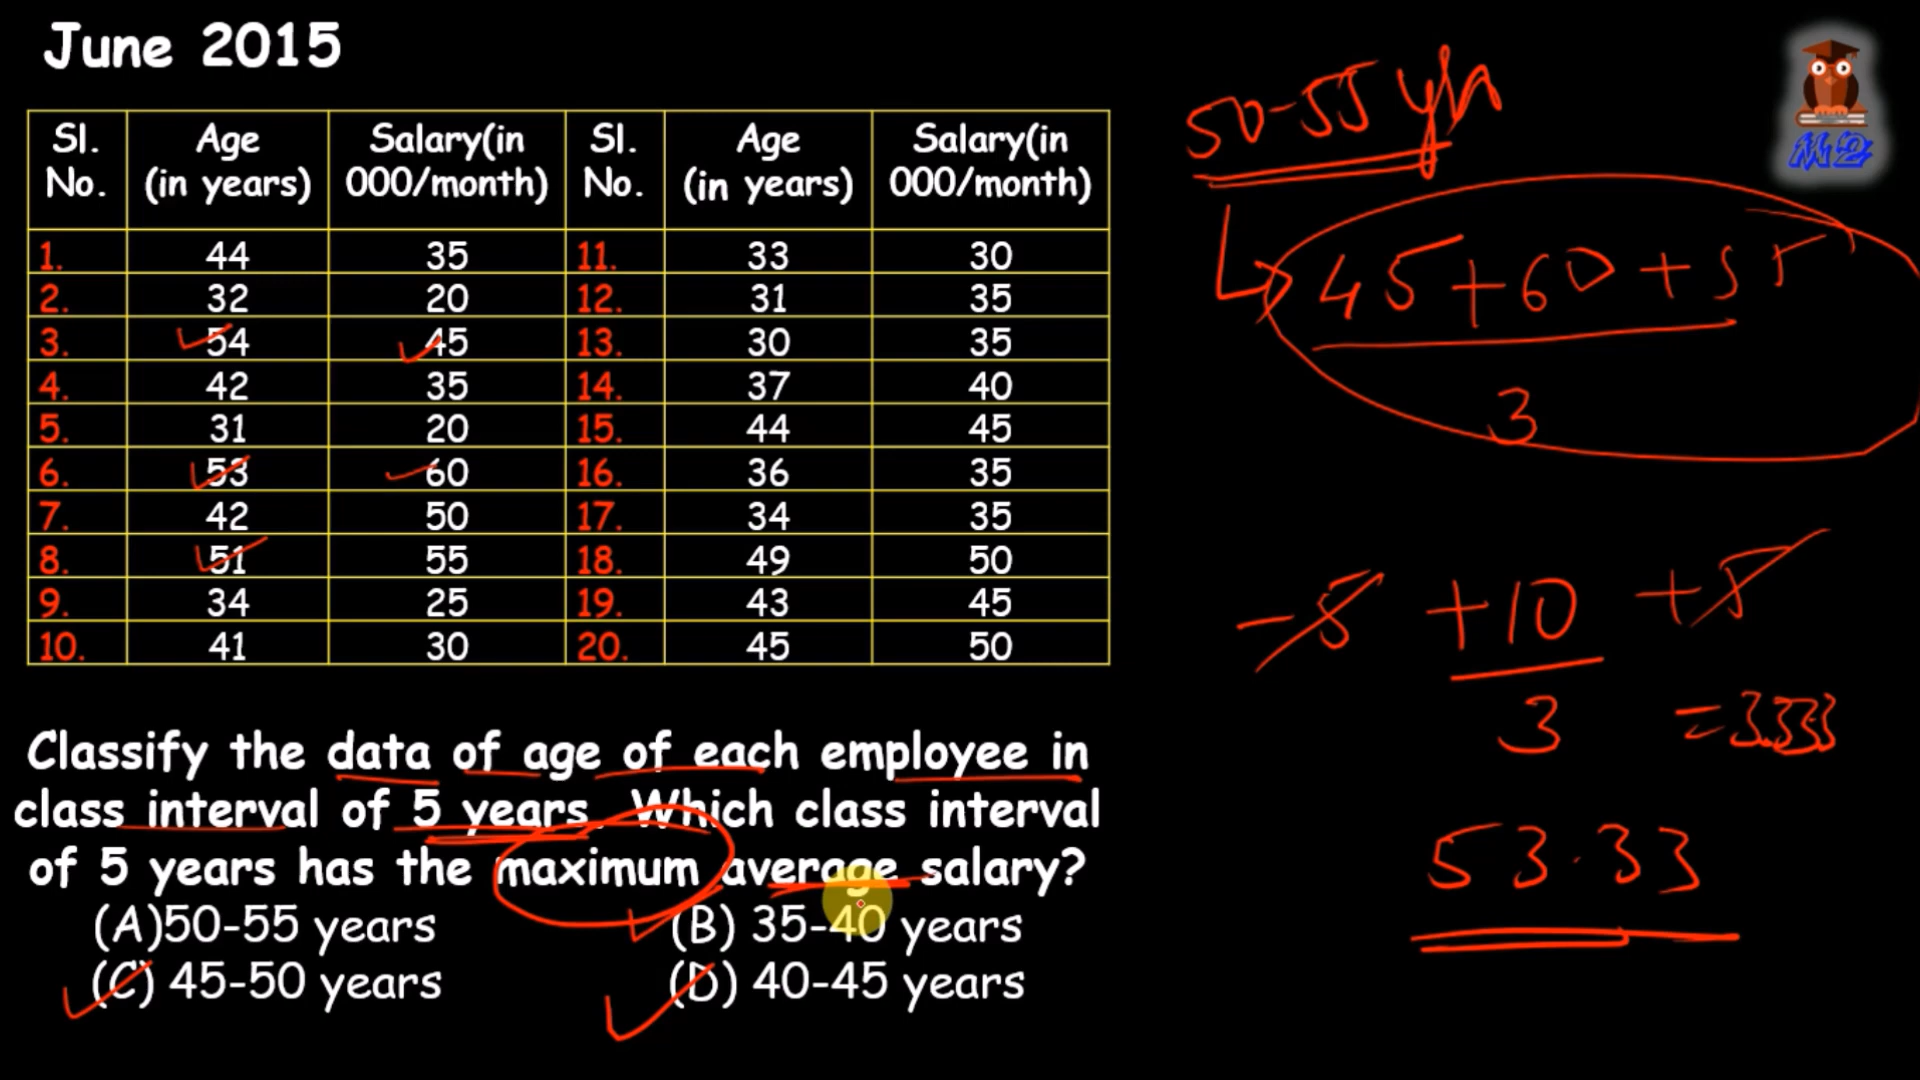 June 2015
50-55 yrs
M2
Sl. No. Age (in years) Salary(in 000/month) Sl. No. Age (in years) Salary(in 000/month)
1. 44 35 11. 33 30
2. 32 20 12. 31 35
3. 54 45 13. 30 35
4. 42 35 14. 37 40
5. 31 20 15. 44 45
6. 53 60 16. 36 35
7. 42 50 17. 34 35
8. 51 55 18. 49 50
9. 34 25 19. 43 45
10. 41 30 20. 45 50
45+60+55
3
-5 +10 +5
3
=3.333
53.33
Classify the data of age of each employee in
class interval of 5 years. Which class interval
of 5 years has the maximum average salary?
(A)50-55 years (B) 35-40 years
(C) 45-50 years (D) 40-45 years